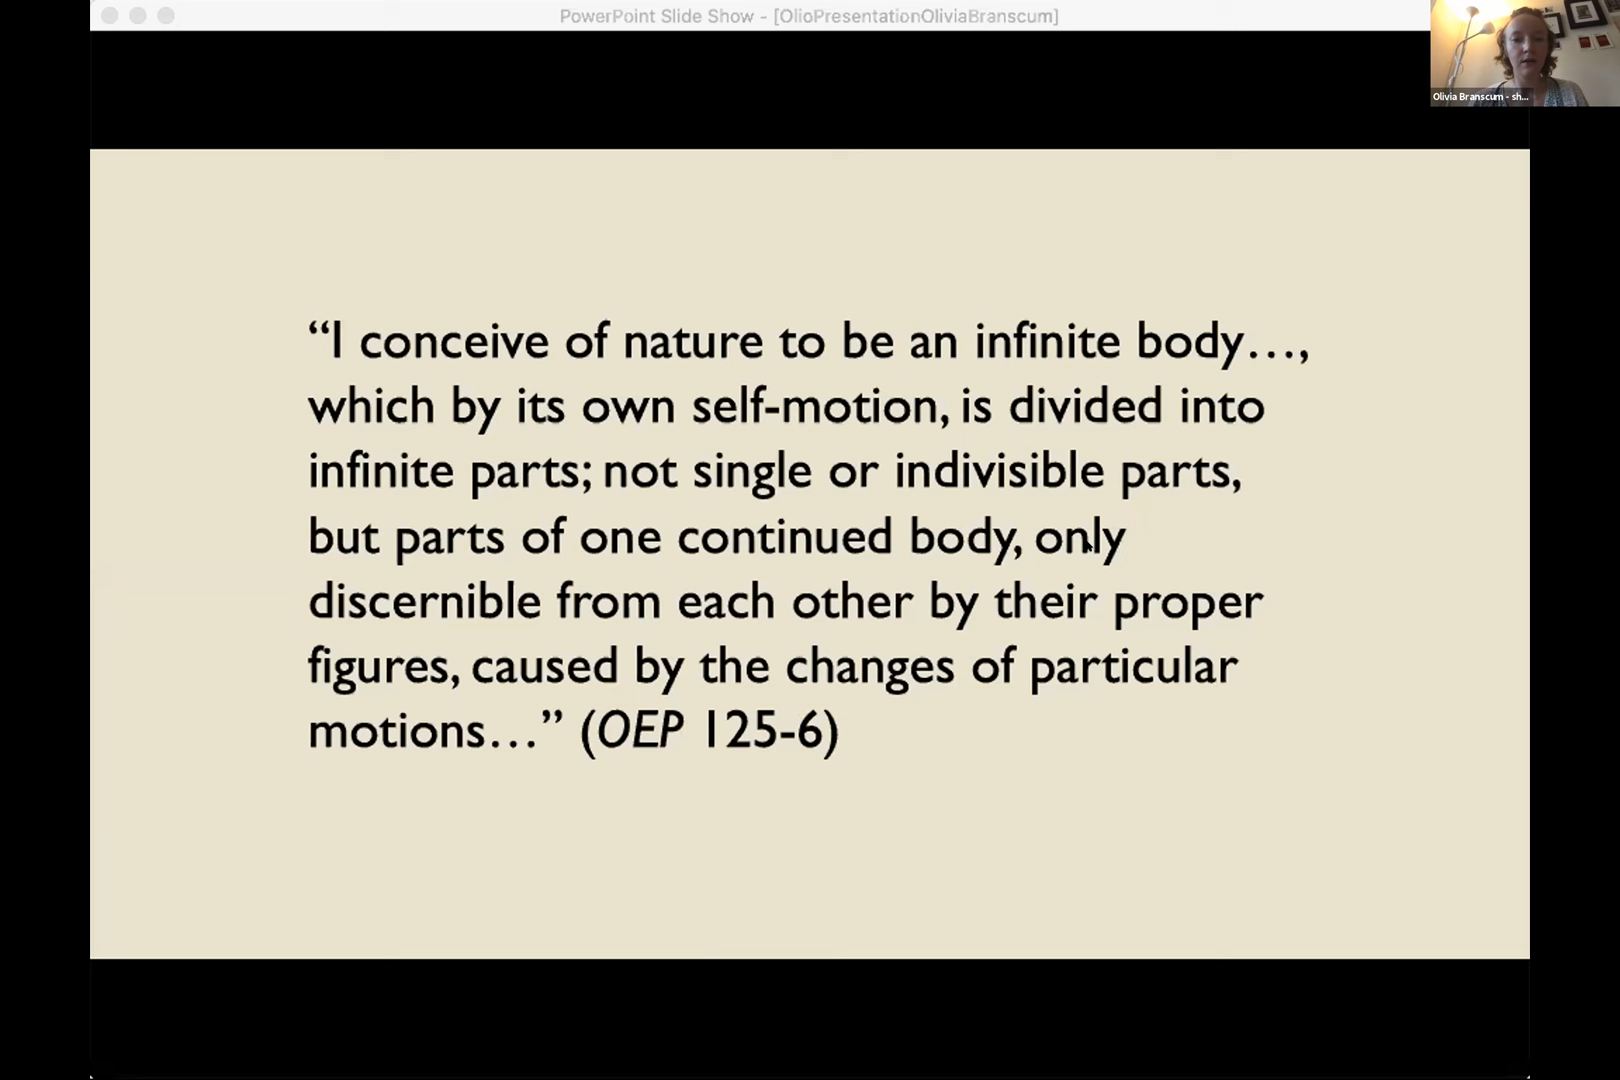 PowerPoint Slide Show - [OlioPresentationOliviaBranscum]
Olivia Branscum - sh...
“I conceive of nature to be an infinite body…,
which by its own self-motion, is divided into
infinite parts; not single or indivisible parts,
but parts of one continued body, only
discernible from each other by their proper
figures, caused by the changes of particular
motions…” (OEP 125-6)